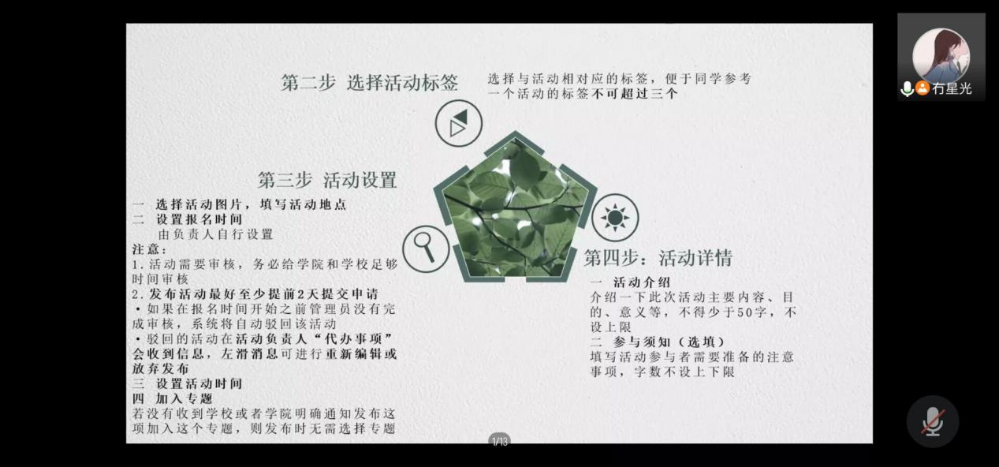 第二步 选择活动标签
选择与活动相对应的标签，便于同学参考
一个活动的标签不可超过三个
冇星光
第三步 活动设置
一 选择活动图片，填写活动地点
二 设置报名时间
由负责人自行设置
注意：
1.活动需要审核，务必给学院和学校足够
时间审核
2.发布活动最好至少提前2天提交申请
·如果在报名时间开始之前管理员没有完
成审核，系统将自动驳回该活动
·驳回的活动在活动负责人“代办事项”
会收到信息，左滑消息可进行重新编辑或
放弃发布
三 设置活动时间
四 加入专题
若没有收到学校或者学院明确通知发布这
项加入这个专题，则发布时无需选择专题
第四步：活动详情
一 活动介绍
介绍一下此次活动主要内容、目
的、意义等，不得少于50字，不
设上限
二 参与须知（选填）
填写活动参与者需要准备的注意
事项，字数不设上下限
1/13